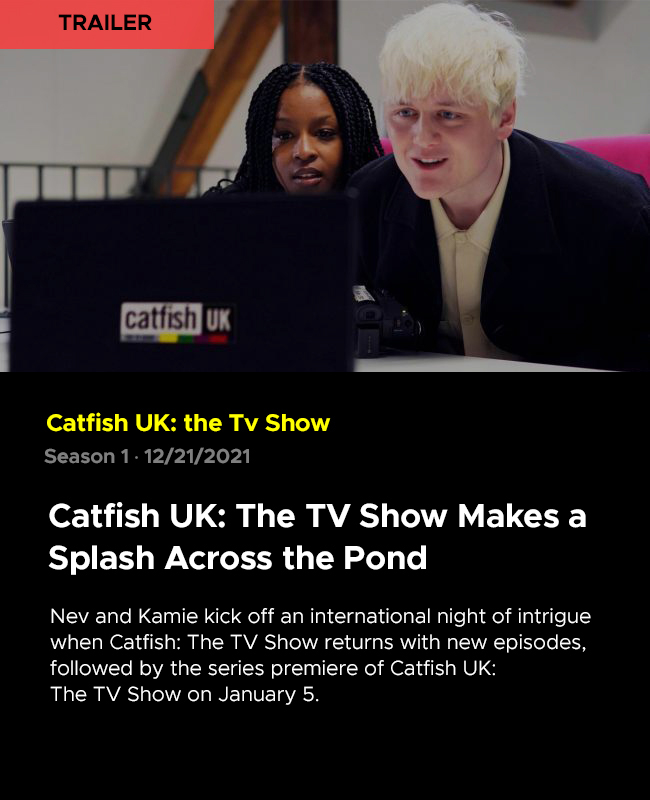 TRAILER
catfish UK
Catfish UK: the Tv Show
Season 1 · 12/21/2021
Catfish UK: The TV Show Makes a
Splash Across the Pond
Nev and Kamie kick off an international night of intrigue
when Catfish: The TV Show returns with new episodes,
followed by the series premiere of Catfish UK:
The TV Show on January 5.